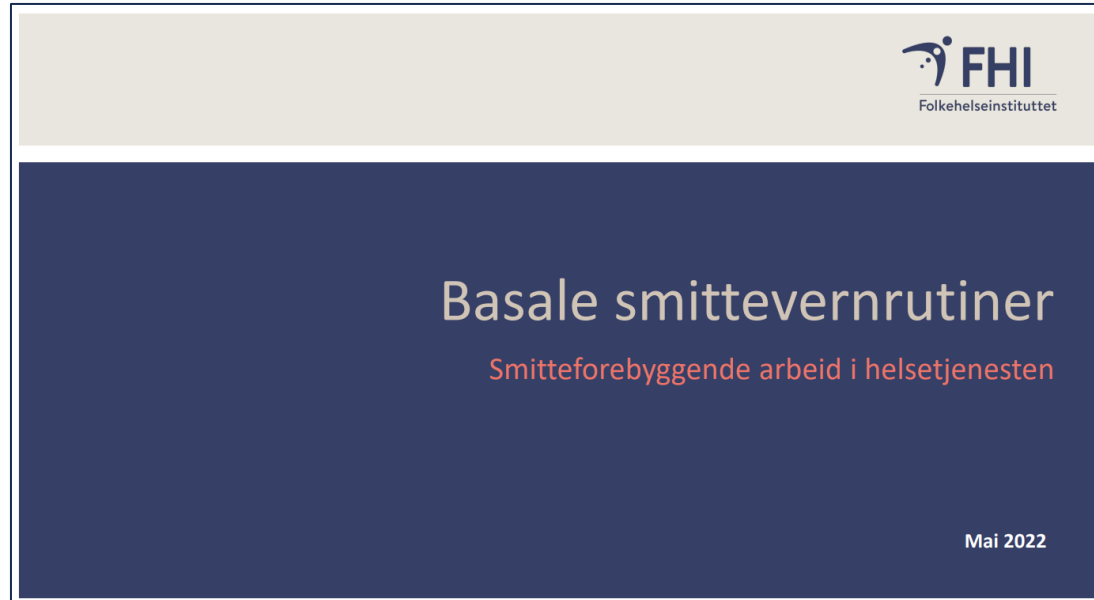 FHI
Folkehelseinstituttet
Basale smittevernrutiner
Smitteforebyggende arbeid i helsetjenesten
Mai 2022